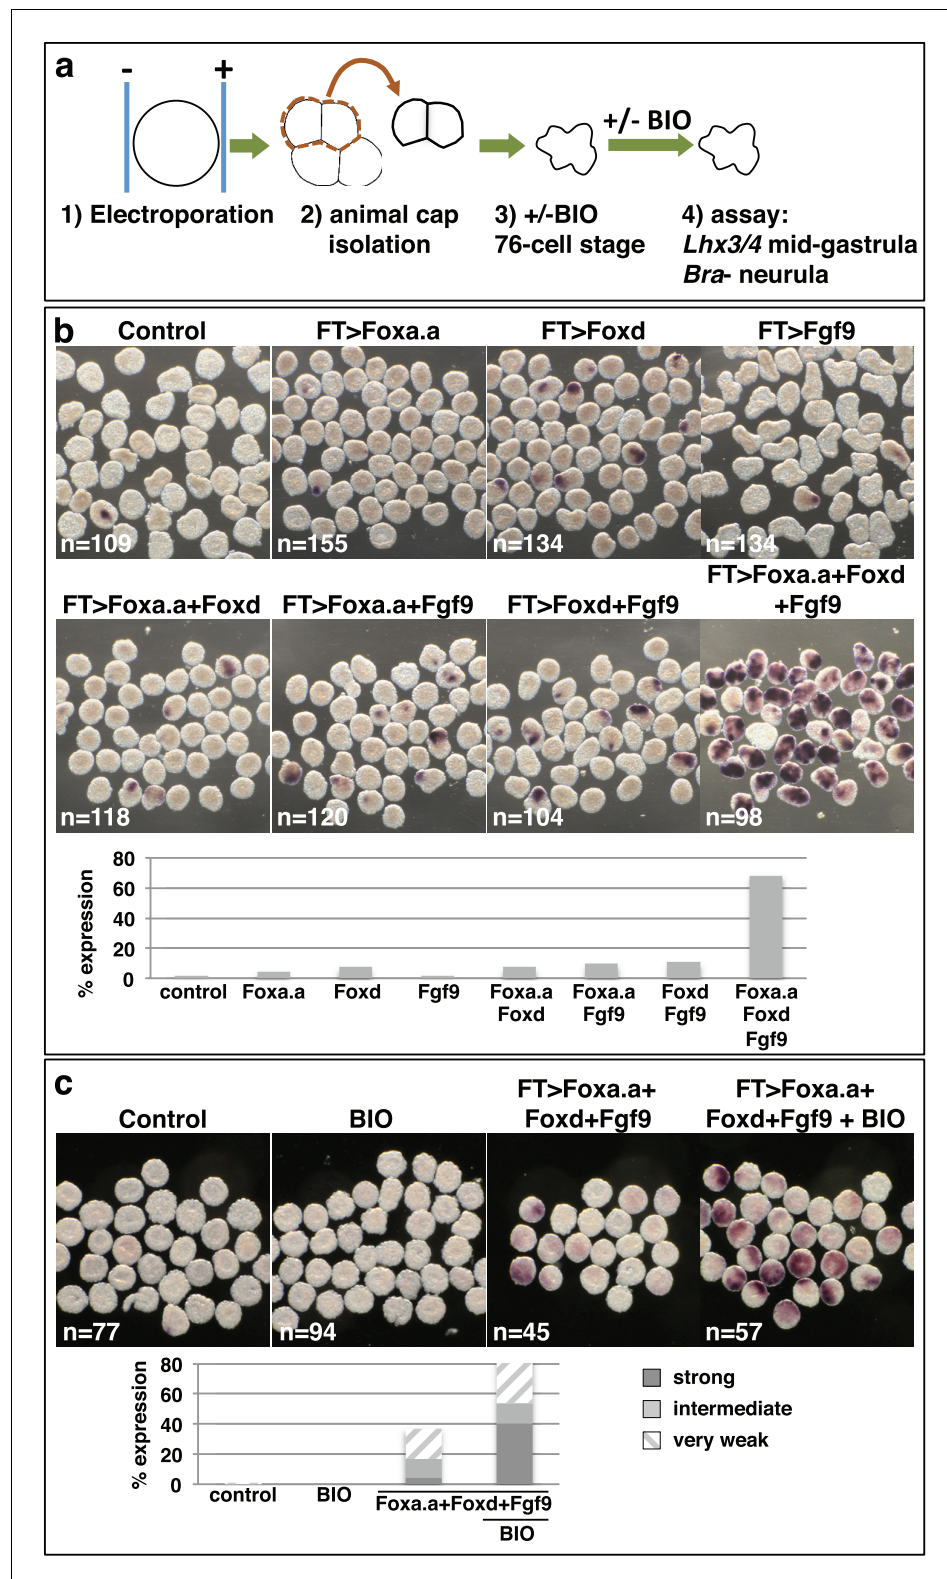 a
- +
+/- BIO
1) Electroporation
2) animal cap
isolation
3) +/-BIO
76-cell stage
4) assay:
Lhx3/4 mid-gastrula
Bra- neurula
b
Control
FT>Foxa.a
FT>Foxd
FT>Fgf9
n=109
n=155
n=134
n=134
FT>Foxa.a+Foxd
FT>Foxa.a+Fgf9
FT>Foxd+Fgf9
FT>Foxa.a+Foxd
+Fgf9
n=118
n=120
n=104
n=98
% expression
80
60
40
20
0
control
Foxa.a
Foxd
Fgf9
Foxa.a
Foxd
Foxa.a
Fgf9
Foxd
Fgf9
Foxa.a
Foxd
Fgf9
c
Control
BIO
FT>Foxa.a+
Foxd+Fgf9
FT>Foxa.a+
Foxd+Fgf9 + BIO
n=77
n=94
n=45
n=57
% expression
80
60
40
20
0
control
BIO
Foxa.a+Foxd+Fgf9
BIO
strong
intermediate
very weak